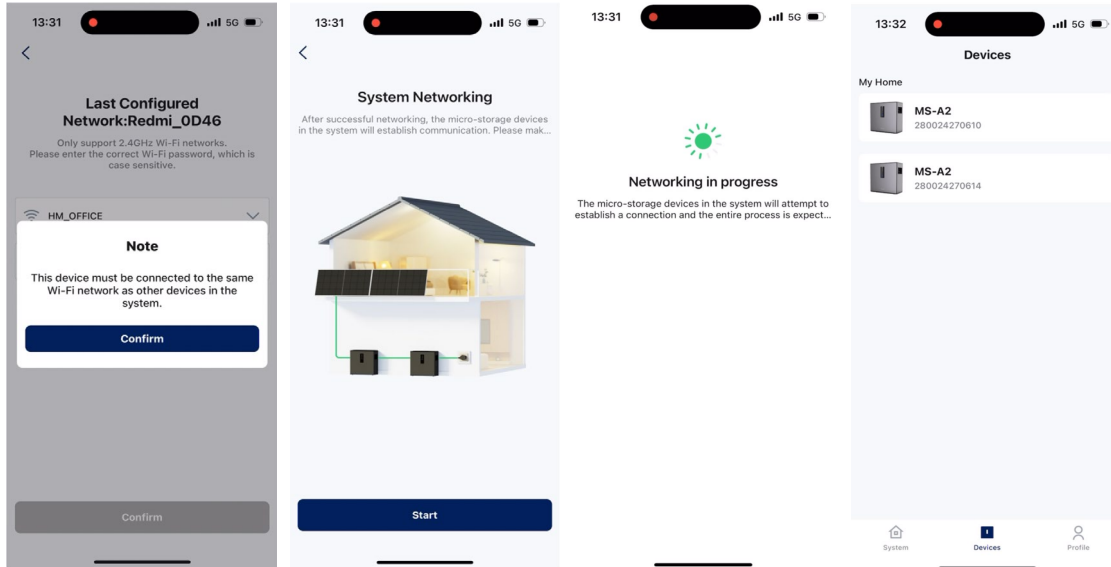 13:31
5G
Last Configured
Network:Redmi_0D46
Only support 2.4GHz Wi-Fi networks.
Please enter the correct Wi-Fi password, which is
case sensitive.
HM_OFFICE
Note
This device must be connected to the same
Wi-Fi network as other devices in the
system.
Confirm
Confirm
13:31
5G
System Networking
After successful networking, the micro-storage devices
in the system will establish communication. Please mak...
Start
13:31
5G
Networking in progress
The micro-storage devices in the system will attempt to
establish a connection and the entire process is expect...
13:32
5G
Devices
My Home
MS-A2
280024270610
MS-A2
280024270614
System
Devices
Profile